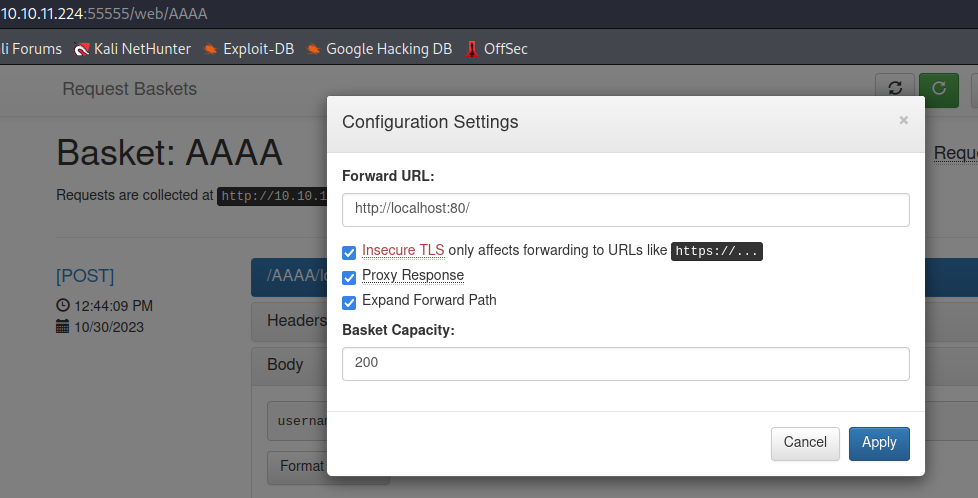 10.10.11.224:55555/web/AAAA
li Forums Kali NetHunter Exploit-DB Google Hacking DB OffSec
Request Baskets
Configuration Settings ×
Basket: AAAA
Requests are collected at http://10.10.1
Forward URL:
http://localhost:80/
Insecure TLS only affects forwarding to URLs like https://...
Proxy Response
Expand Forward Path
Basket Capacity:
200
Cancel Apply
[POST]
12:44:09 PM
10/30/2023
/AAAA/lo
Headers
Body
usernam
Format
Reque